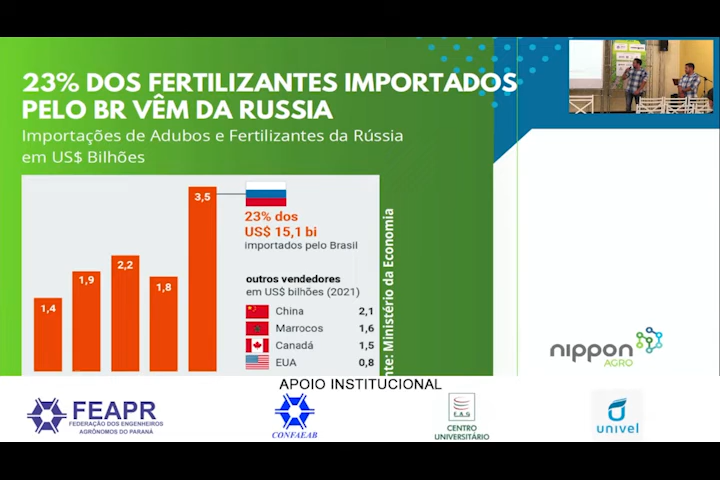 23% DOS FERTILIZANTES IMPORTADOS
PELO BR VÊM DA RUSSIA
Importações de Adubos e Fertilizantes da Rússia
em US$ Bilhões
1,4
1,9
2,2
1,8
3,5
23% dos
US$ 15,1 bi
importados pelo Brasil
outros vendedores
em US$ bilhões (2021)
China 2,1
Marrocos 1,6
Canadá 1,5
EUA 0,8
nte: Ministério da Economia
nippon
AGRO
APOIO INSTITUCIONAL
FEAPR
FEDERAÇÃO DOS ENGENHEIROS
AGRÔNOMOS DO PARANÁ
CONFAEAB
CENTRO
UNIVERSITÁRIO
univel